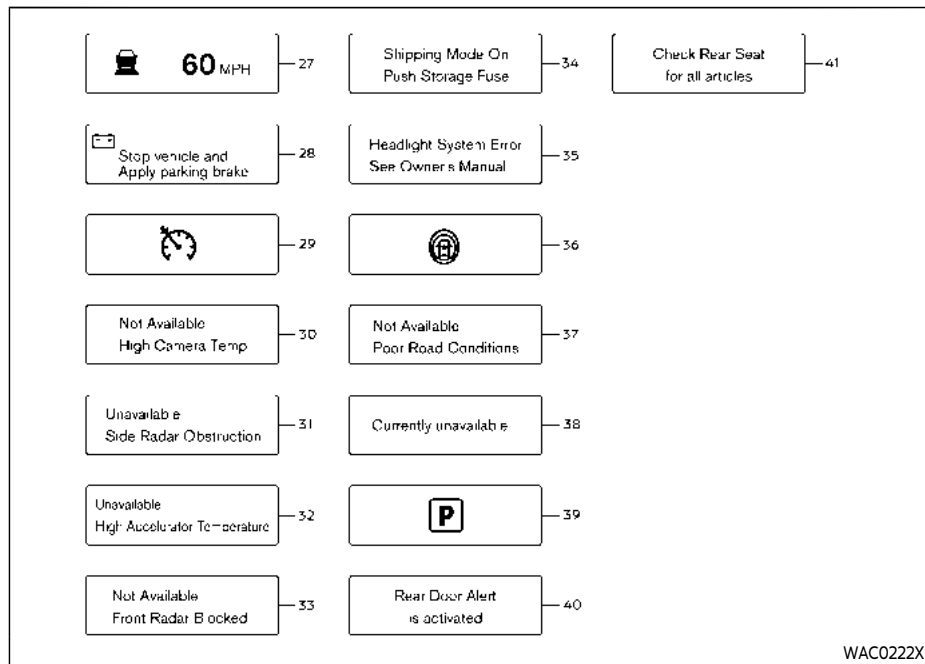 60 MPH
27
Stop vehicle and
Apply parking brake
28
29
Not Available
High Camera Temp
30
Unavailable
Side Radar Obstruction
31
Unavailable
High Accelerator Temperature
32
Not Available
Front Radar Blocked
33
Shipping Mode On
Push Storage Fuse
34
Headlight System Error
See Owner's Manual
35
36
Not Available
Poor Road Conditions
37
Currently unavailable
38
P
39
Rear Door Alert
is activated
40
Check Rear Seat
for all articles
41
WAC0222X